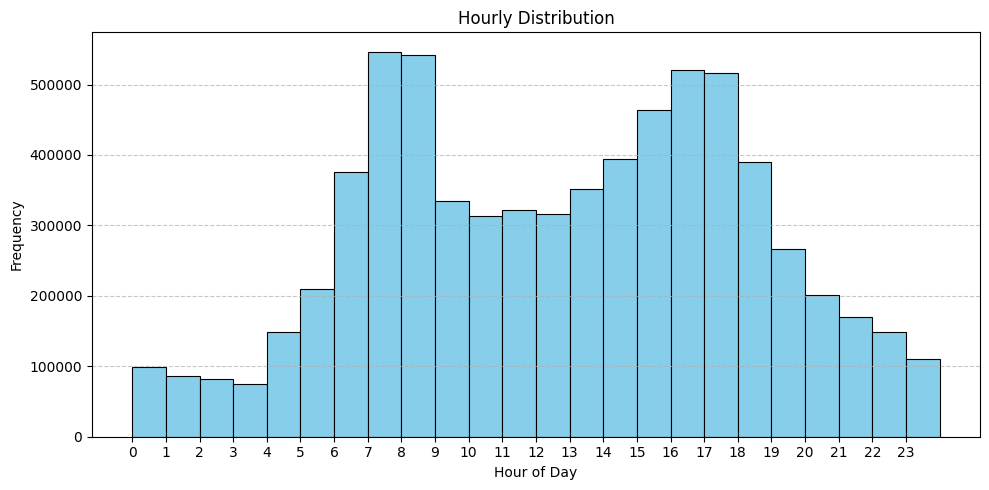 Hourly Distribution
Frequency
500000
400000
300000
200000
100000
0
0 1 2 3 4 5 6 7 8 9 10 11 12 13 14 15 16 17 18 19 20 21 22 23
Hour of Day